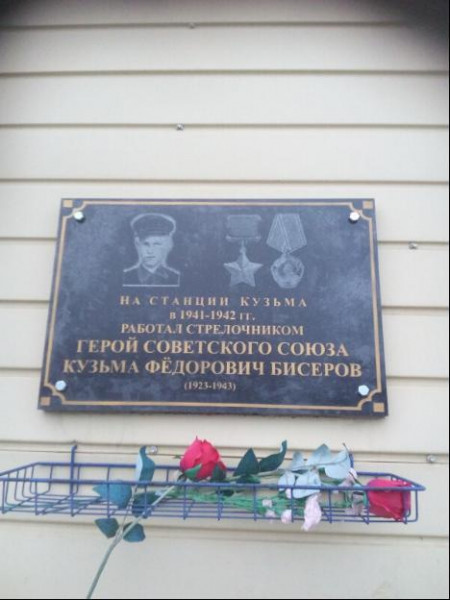 НА СТАНЦИИ КУЗЬМА
в 1941-1942 гг.
РАБОТАЛ СТРЕЛОЧНИКОМ
ГЕРОЙ СОВЕТСКОГО СОЮЗА
КУЗЬМА ФЁДОРОВИЧ БИСЕРОВ
(1923-1943)